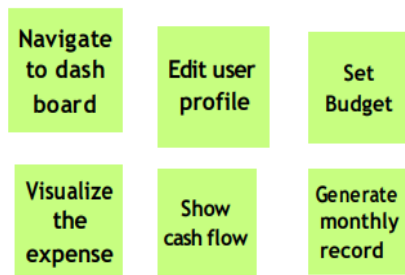 Navigate
to dash
board
Edit user
profile
Set
Budget
Visualize
the
expense
Show
cash flow
Generate
monthly
record